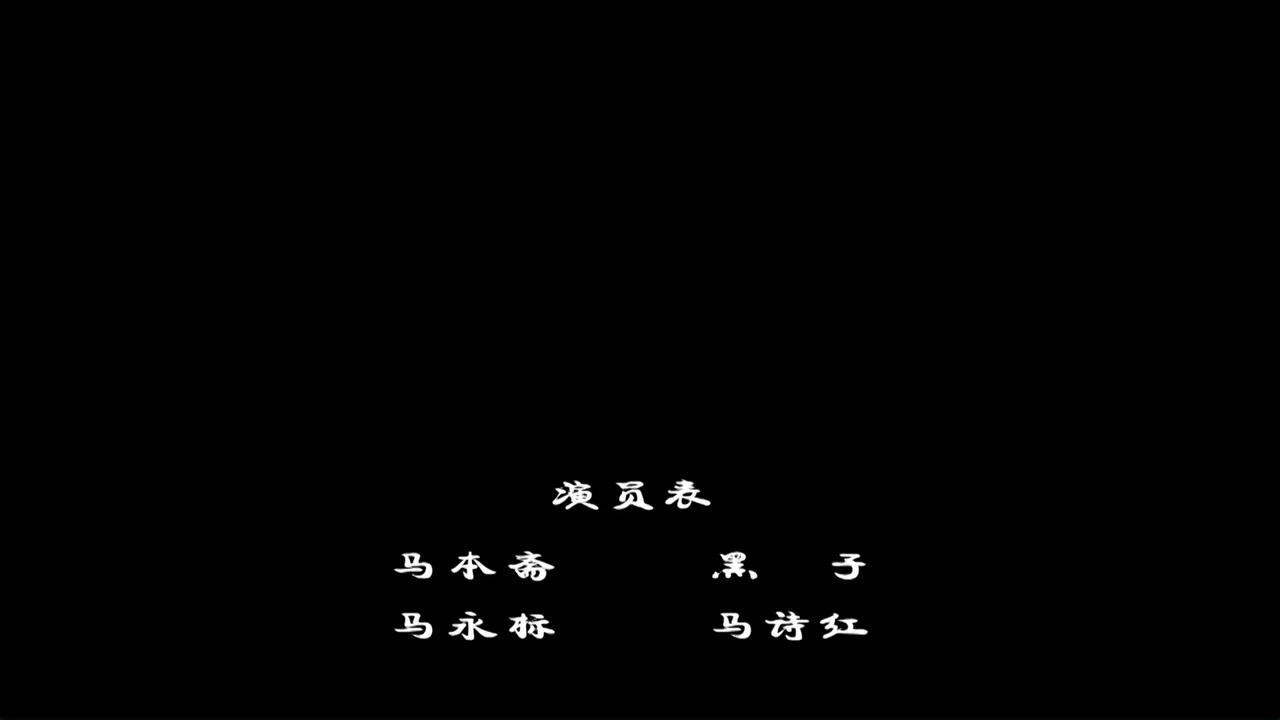 演员表
马本斋 黑子
马永标 马诗红